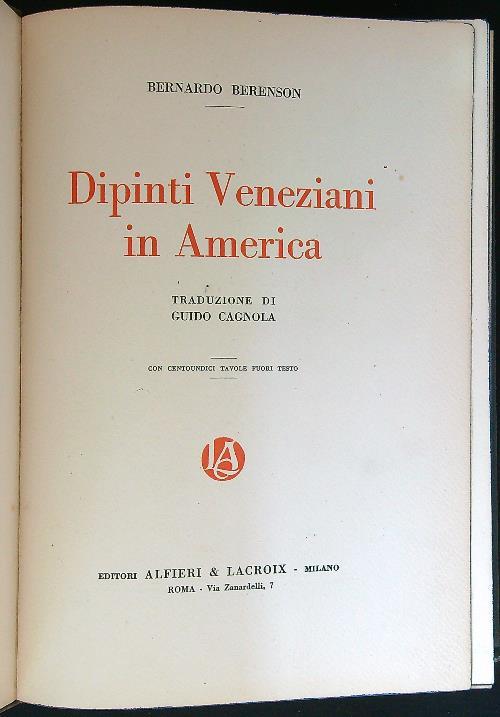 BERNARDO BERENSON
Dipinti Veneziani
in America
TRADUZIONE DI
GUIDO CAGNOLA
CON CENTOUNDICI TAVOLE FUORI TESTO
LA
EDITORI ALFIERI & LACROIX - MILANO
ROMA - Via Zanardelli, 7